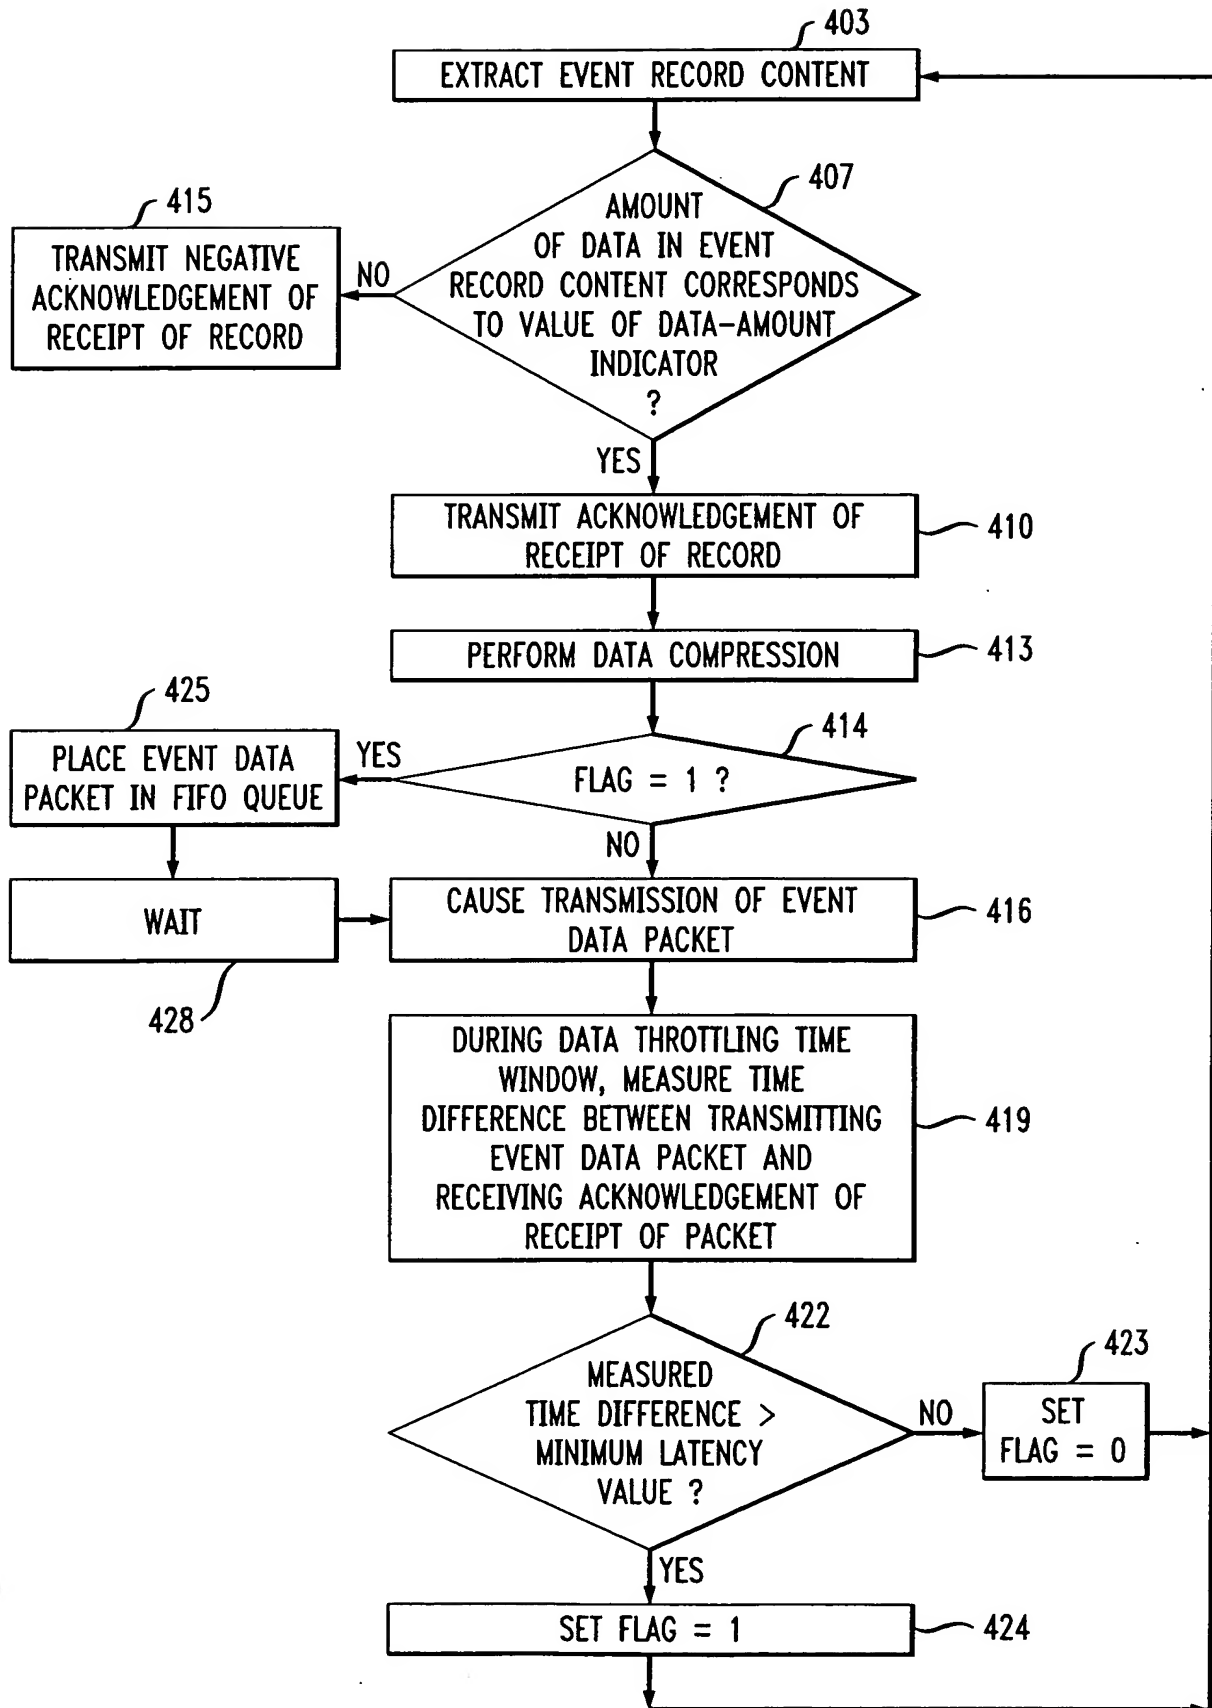 403
EXTRACT EVENT RECORD CONTENT
407
AMOUNT
OF DATA IN EVENT
RECORD CONTENT CORRESPONDS
TO VALUE OF DATA-AMOUNT
INDICATOR
?
415
TRANSMIT NEGATIVE
ACKNOWLEDGEMENT OF
RECEIPT OF RECORD
NO
YES
TRANSMIT ACKNOWLEDGEMENT OF
RECEIPT OF RECORD
410
PERFORM DATA COMPRESSION
413
425
PLACE EVENT DATA
PACKET IN FIFO QUEUE
YES
414
FLAG = 1 ?
NO
WAIT
428
CAUSE TRANSMISSION OF EVENT
DATA PACKET
416
DURING DATA THROTTLING TIME
WINDOW, MEASURE TIME
DIFFERENCE BETWEEN TRANSMITTING
EVENT DATA PACKET AND
RECEIVING ACKNOWLEDGEMENT OF
RECEIPT OF PACKET
419
422
MEASURED
TIME DIFFERENCE >
MINIMUM LATENCY
VALUE ?
NO
423
SET
FLAG = 0
YES
SET FLAG = 1
424